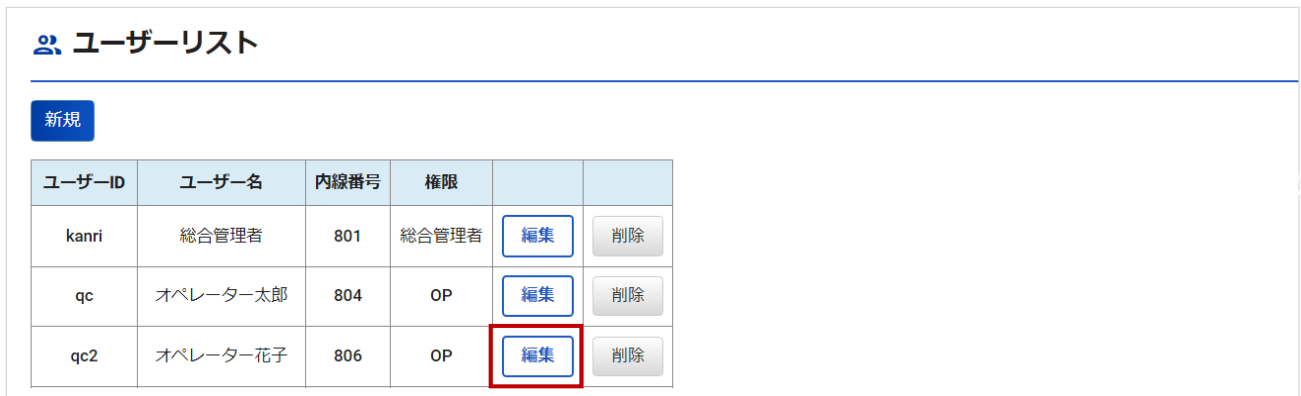 ユーザーリスト
新規
ユーザーID ユーザー名 内線番号 権限
kanri 総合管理者 801 総合管理者 編集 削除
qc オペレーター太郎 804 OP 編集 削除
qc2 オペレーター花子 806 OP 編集 削除